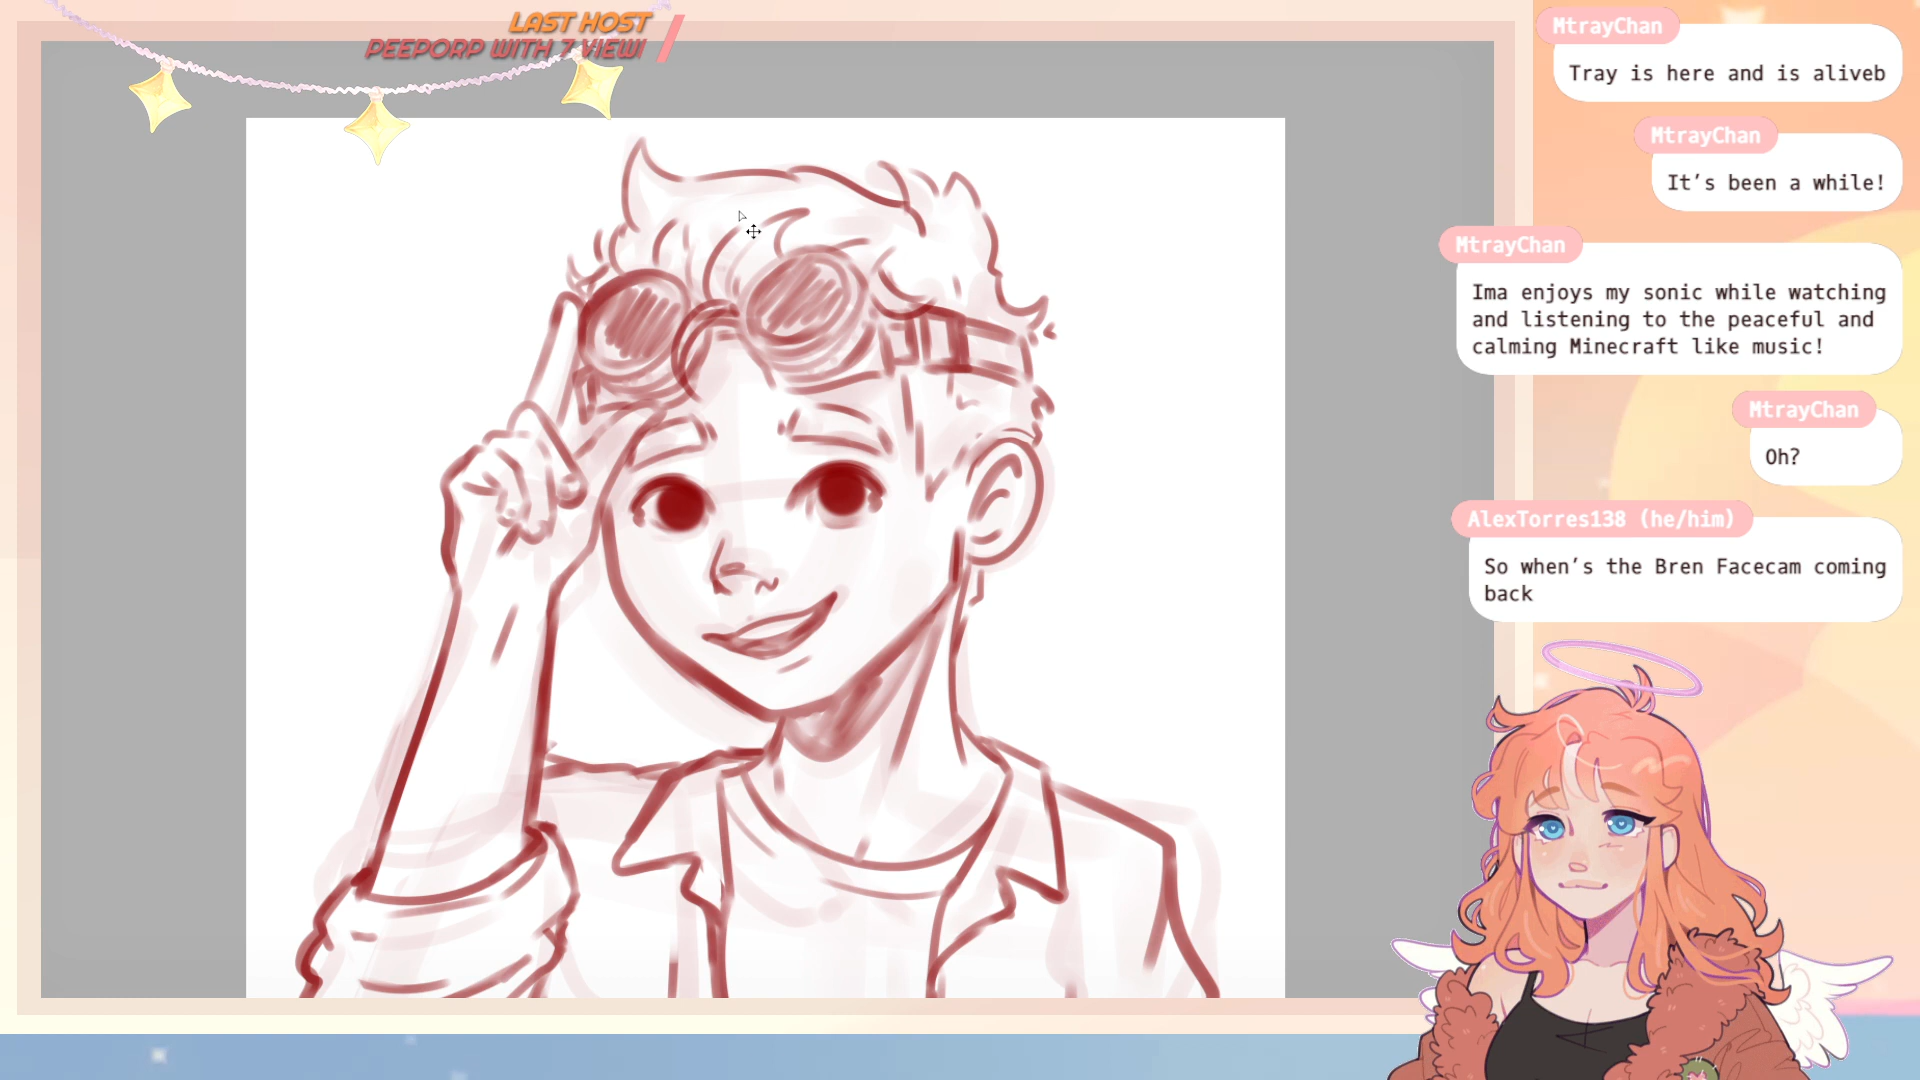 LAST HOST
PEEPORP WITH 7 VIEW!
MtrayChan
Tray is here and is aliveb
MtrayChan
It's been a while!
MtrayChan
Ima enjoys my sonic while watching
and listening to the peaceful and
calming Minecraft like music!
MtrayChan
Oh?
AlexTorres138 (he/him)
So when's the Bren Facecam coming
back